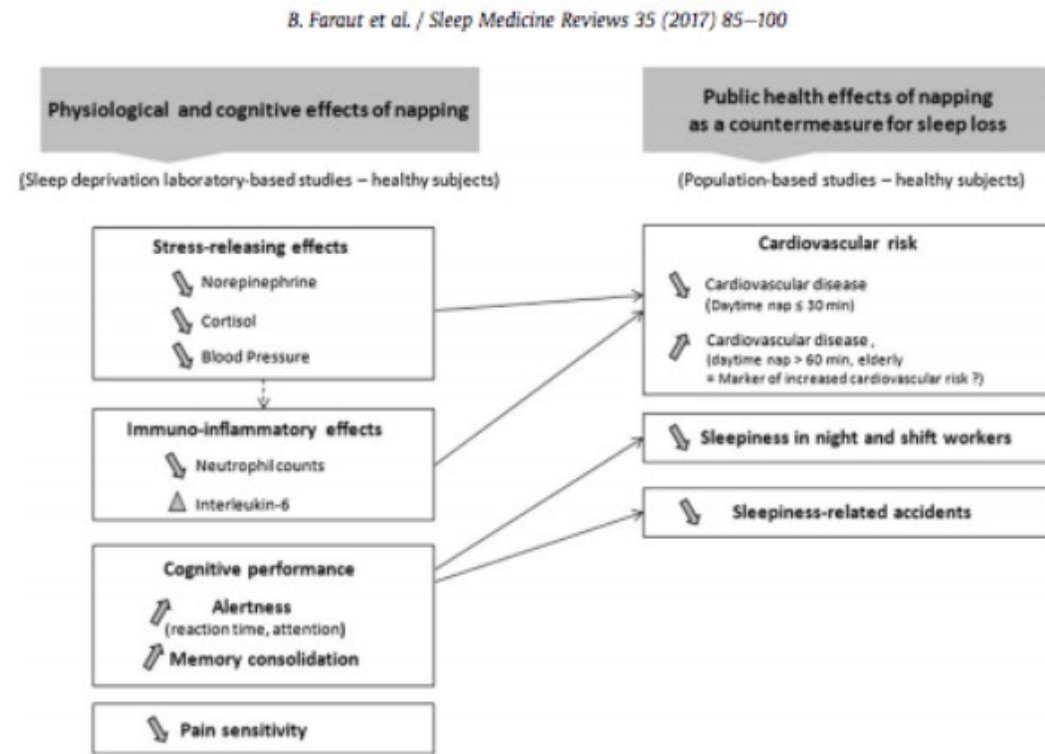 B. Faraut et al. / Sleep Medicine Reviews 35 (2017) 85–100
Physiological and cognitive effects of napping
(Sleep deprivation laboratory-based studies – healthy subjects)
Stress-releasing effects
Norepinephrine
Cortisol
Blood Pressure
Immuno-inflammatory effects
Neutrophil counts
Interleukin-6
Cognitive performance
Alertness
(reaction time, attention)
Memory consolidation
Pain sensitivity
Public health effects of napping
as a countermeasure for sleep loss
(Population-based studies – healthy subjects)
Cardiovascular risk
Cardiovascular disease
(Daytime nap ≤ 30 min)
Cardiovascular disease,
(daytime nap > 60 min, elderly
= Marker of increased cardiovascular risk ?)
Sleepiness in night and shift workers
Sleepiness-related accidents